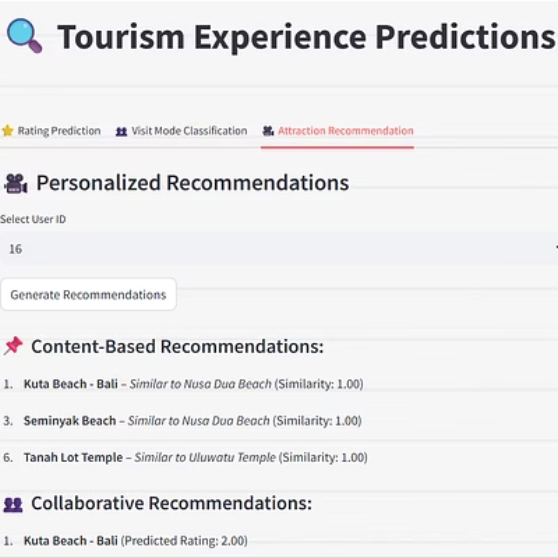 Tourism Experience Predictions
Rating Prediction Visit Mode Classification Attraction Recommendation
Personalized Recommendations
Select User ID
16
Generate Recommendations
Content-Based Recommendations:
1. Kuta Beach - Bali – Similar to Nusa Dua Beach (Similarity: 1.00)
3. Seminyak Beach – Similar to Nusa Dua Beach (Similarity: 1.00)
6. Tanah Lot Temple – Similar to Uluwatu Temple (Similarity: 1.00)
Collaborative Recommendations:
1. Kuta Beach - Bali (Predicted Rating: 2.00)